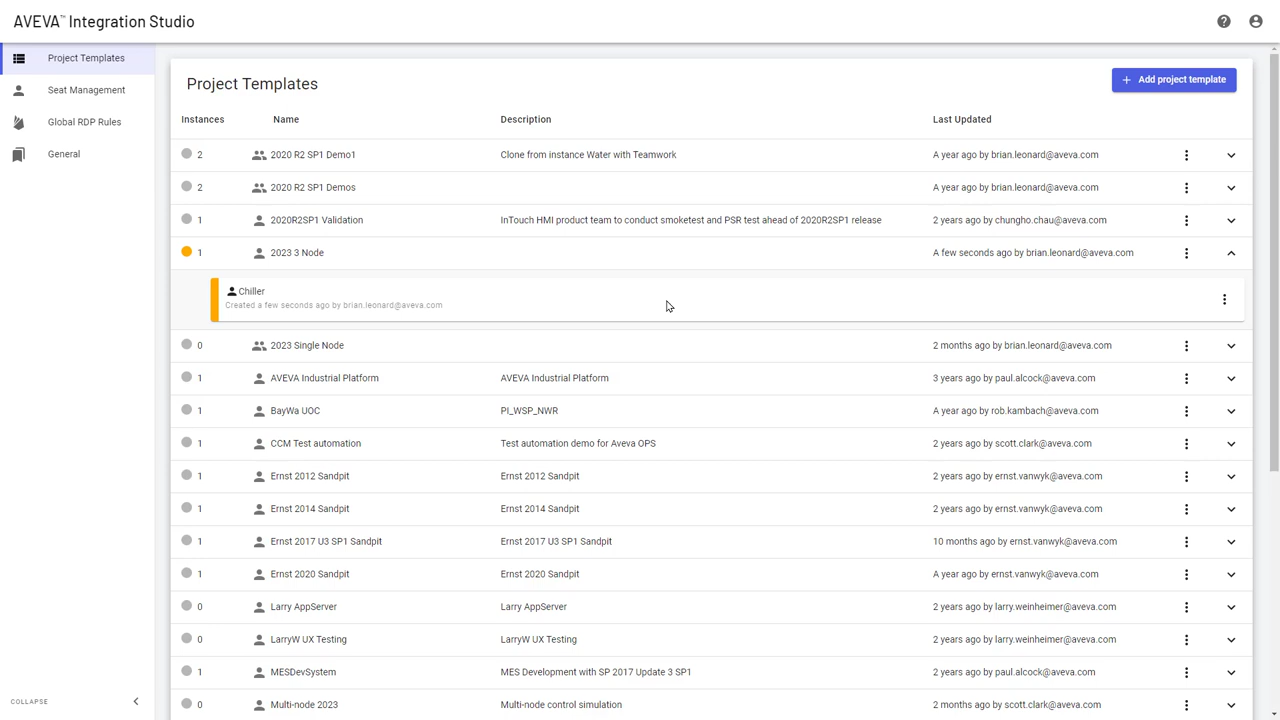 AVEVA™ Integration Studio
Project Templates
Seat Management
Global RDP Rules
General
COLLAPSE
Project Templates
+ Add project template
Instances Name Description Last Updated
2 2020 R2 SP1 Demo1 Clone from instance Water with Teamwork A year ago by brian.leonard@aveva.com
2 2020 R2 SP1 Demos A year ago by brian.leonard@aveva.com
1 2020R2SP1 Validation InTouch HMI product team to conduct smoketest and PSR test ahead of 2020R2SP1 release 2 years ago by chungho.chau@aveva.com
1 2023 3 Node A few seconds ago by brian.leonard@aveva.com
Chiller
Created a few seconds ago by brian.leonard@aveva.com
0 2023 Single Node 2 months ago by brian.leonard@aveva.com
1 AVEVA Industrial Platform AVEVA Industrial Platform 3 years ago by paul.alcock@aveva.com
1 BayWa UOC PI_WSP_NWR A year ago by rob.kambach@aveva.com
1 CCM Test automation Test automation demo for Aveva OPS 2 years ago by scott.clark@aveva.com
1 Ernst 2012 Sandpit Ernst 2012 Sandpit 2 years ago by ernst.vanwyk@aveva.com
1 Ernst 2014 Sandpit Ernst 2014 Sandpit 2 years ago by ernst.vanwyk@aveva.com
1 Ernst 2017 U3 SP1 Sandpit Ernst 2017 U3 SP1 Sandpit 10 months ago by ernst.vanwyk@aveva.com
1 Ernst 2020 Sandpit Ernst 2020 Sandpit A year ago by ernst.vanwyk@aveva.com
0 Larry AppServer Larry AppServer 2 years ago by larry.weinheimer@aveva.com
0 LarryW UX Testing LarryW UX Testing 2 years ago by larry.weinheimer@aveva.com
1 MESDevSystem MES Development with SP 2017 Update 3 SP1 2 years ago by paul.alcock@aveva.com
0 Multi-node 2023 Multi-node control simulation 2 months ago by scott.clark@aveva.com